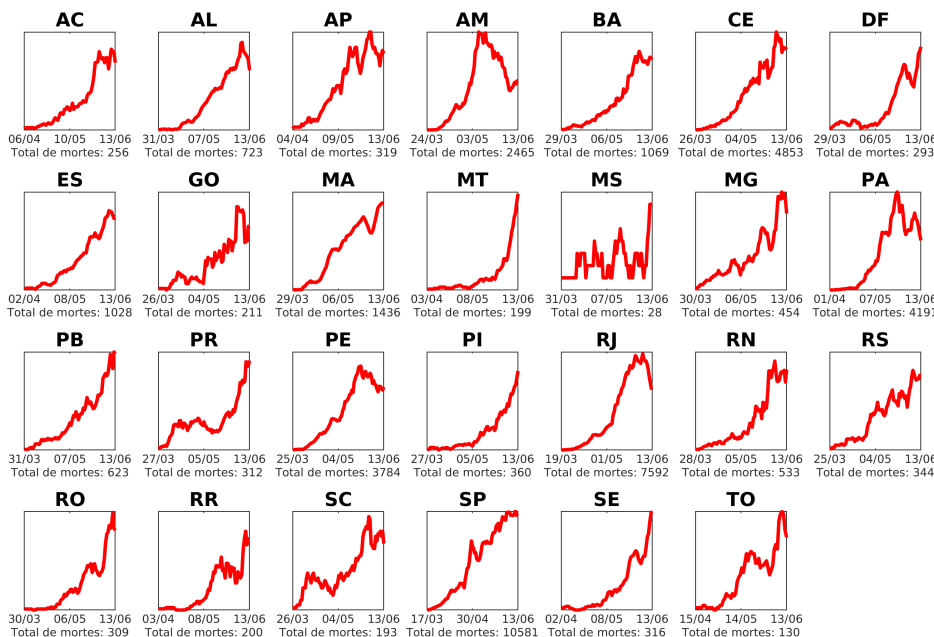 AC AL AP AM BA CE DF
06/04 10/05 13/06 31/03 07/05 13/06 04/04 09/05 13/06 24/03 03/05 13/06 29/03 06/05 13/06 26/03 05/05 13/06 29/03 06/05 13/06
Total de mortes: 256 Total de mortes: 723 Total de mortes: 319 Total de mortes: 2465 Total de mortes: 1069 Total de mortes: 4853 Total de mortes: 293
ES GO MA MT MS MG PA
02/04 08/05 13/06 26/03 04/05 13/06 29/03 06/05 13/06 03/04 08/05 13/06 31/03 07/05 13/06 30/03 06/05 13/06 01/04 07/05 13/06
Total de mortes: 1028 Total de mortes: 211 Total de mortes: 1436 Total de mortes: 199 Total de mortes: 28 Total de mortes: 454 Total de mortes: 4191
PB PR PE PI RJ RN RS
31/03 07/05 13/06 27/03 05/05 13/06 25/03 04/05 13/06 27/03 05/05 13/06 19/03 01/05 13/06 28/03 05/05 13/06 25/03 04/05 13/06
Total de mortes: 623 Total de mortes: 312 Total de mortes: 3784 Total de mortes: 360 Total de mortes: 7592 Total de mortes: 533 Total de mortes: 344
RO RR SC SP SE TO
30/03 06/05 13/06 03/04 08/05 13/06 26/03 04/05 13/06 17/03 30/04 13/06 02/04 08/05 13/06 15/04 14/05 13/06
Total de mortes: 309 Total de mortes: 200 Total de mortes: 193 Total de mortes: 10581 Total de mortes: 316 Total de mortes: 136